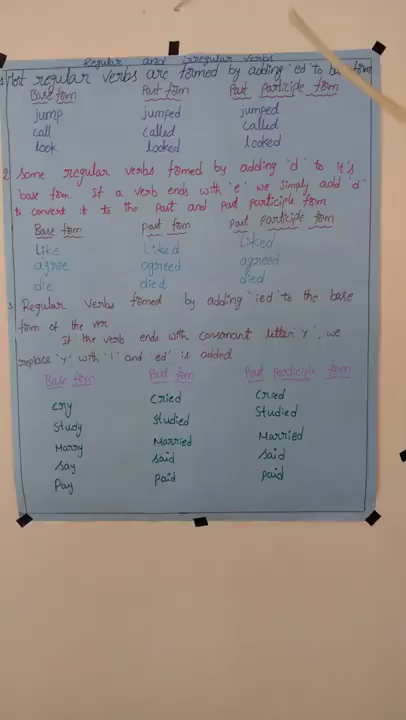 Regular and irregular verbs
1. Most regular verbs are formed by adding 'ed' to base form
Base form Past form Past Participle form
jump jumped jumped
call called called
look looked looked
2. Some regular verbs formed by adding 'd' to it's
base form. If a verb ends with 'e' we simply add 'd'
to convert it to the past and past participle form
Base form Past form Past Participle form
Like Liked Liked
agree agreed agreed
die died died
3. Regular verbs formed by adding 'ied' to the base
form of the ver
If the verb ends with consonant letter 'Y', we
replace 'Y' with 'i' and 'ed' is added
Base form Past form Past Participle form
Cry Cried Cried
Study Studied Studied
Marry Married Married
Say Said Said
Pay Paid Paid